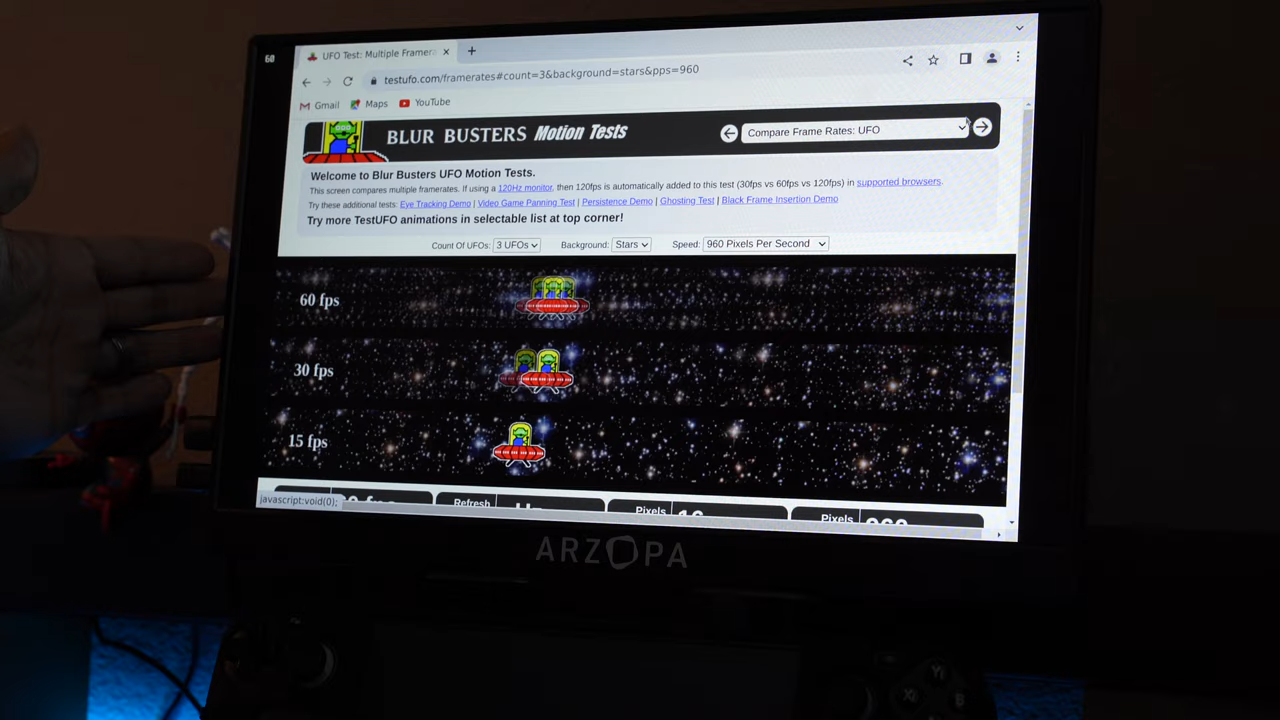 60
UFO Test: Multiple Framer
testufo.com/framerates#count=3&background=stars&pps=960
Gmail Maps YouTube
BLUR BUSTERS Motion Tests
Compare Frame Rates: UFO
Welcome to Blur Busters UFO Motion Tests.
This screen compares multiple framerates. If using a 120Hz monitor, then 120fps is automatically added to this test (30fps vs 60fps vs 120fps) in supported browsers.
Try these additional tests: Eye Tracking Demo | Video Game Panning Test | Persistence Demo | Ghosting Test | Black Frame Insertion Demo
Try more TestUFO animations in selectable list at top corner!
Count Of UFOs: 3 UFOs Background: Stars Speed: 960 Pixels Per Second
60 fps
30 fps
15 fps
javascript:void(0);
Refresh Pixels Pixels
ARZOPA
Y
X B